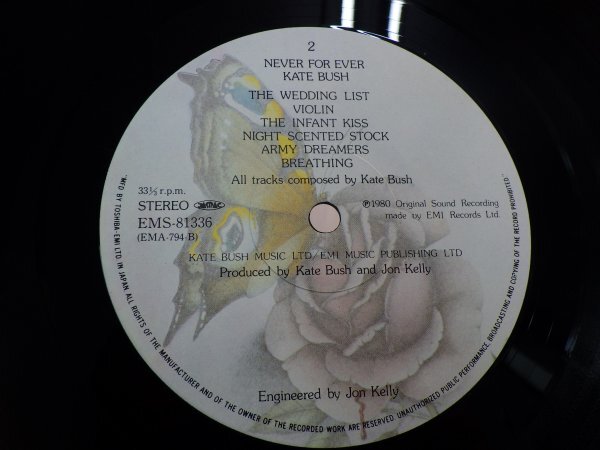 2
NEVER FOR EVER
KATE BUSH
THE WEDDING LIST
VIOLIN
THE INFANT KISS
NIGHT SCENTED STOCK
ARMY DREAMERS
BREATHING
All tracks composed by Kate Bush
33⅓ r.p.m.
STEREO
EMS-81336
(EMA-794-B)
℗1980 Original Sound Recording
made by EMI Records Ltd.
KATE BUSH MUSIC LTD/EMI MUSIC PUBLISHING LTD
Produced by Kate Bush and Jon Kelly
Engineered by Jon Kelly
"MF'D BY TOSHIBA-EMI LTD. IN JAPAN. ALL RIGHTS OF THE MANUFACTURER AND OF THE OWNER OF THE RECORDED WORK ARE RESERVED. UNAUTHORIZED PUBLIC PERFORMANCE, BROADCASTING AND COPYING OF THE RECORD PROHIBITED"